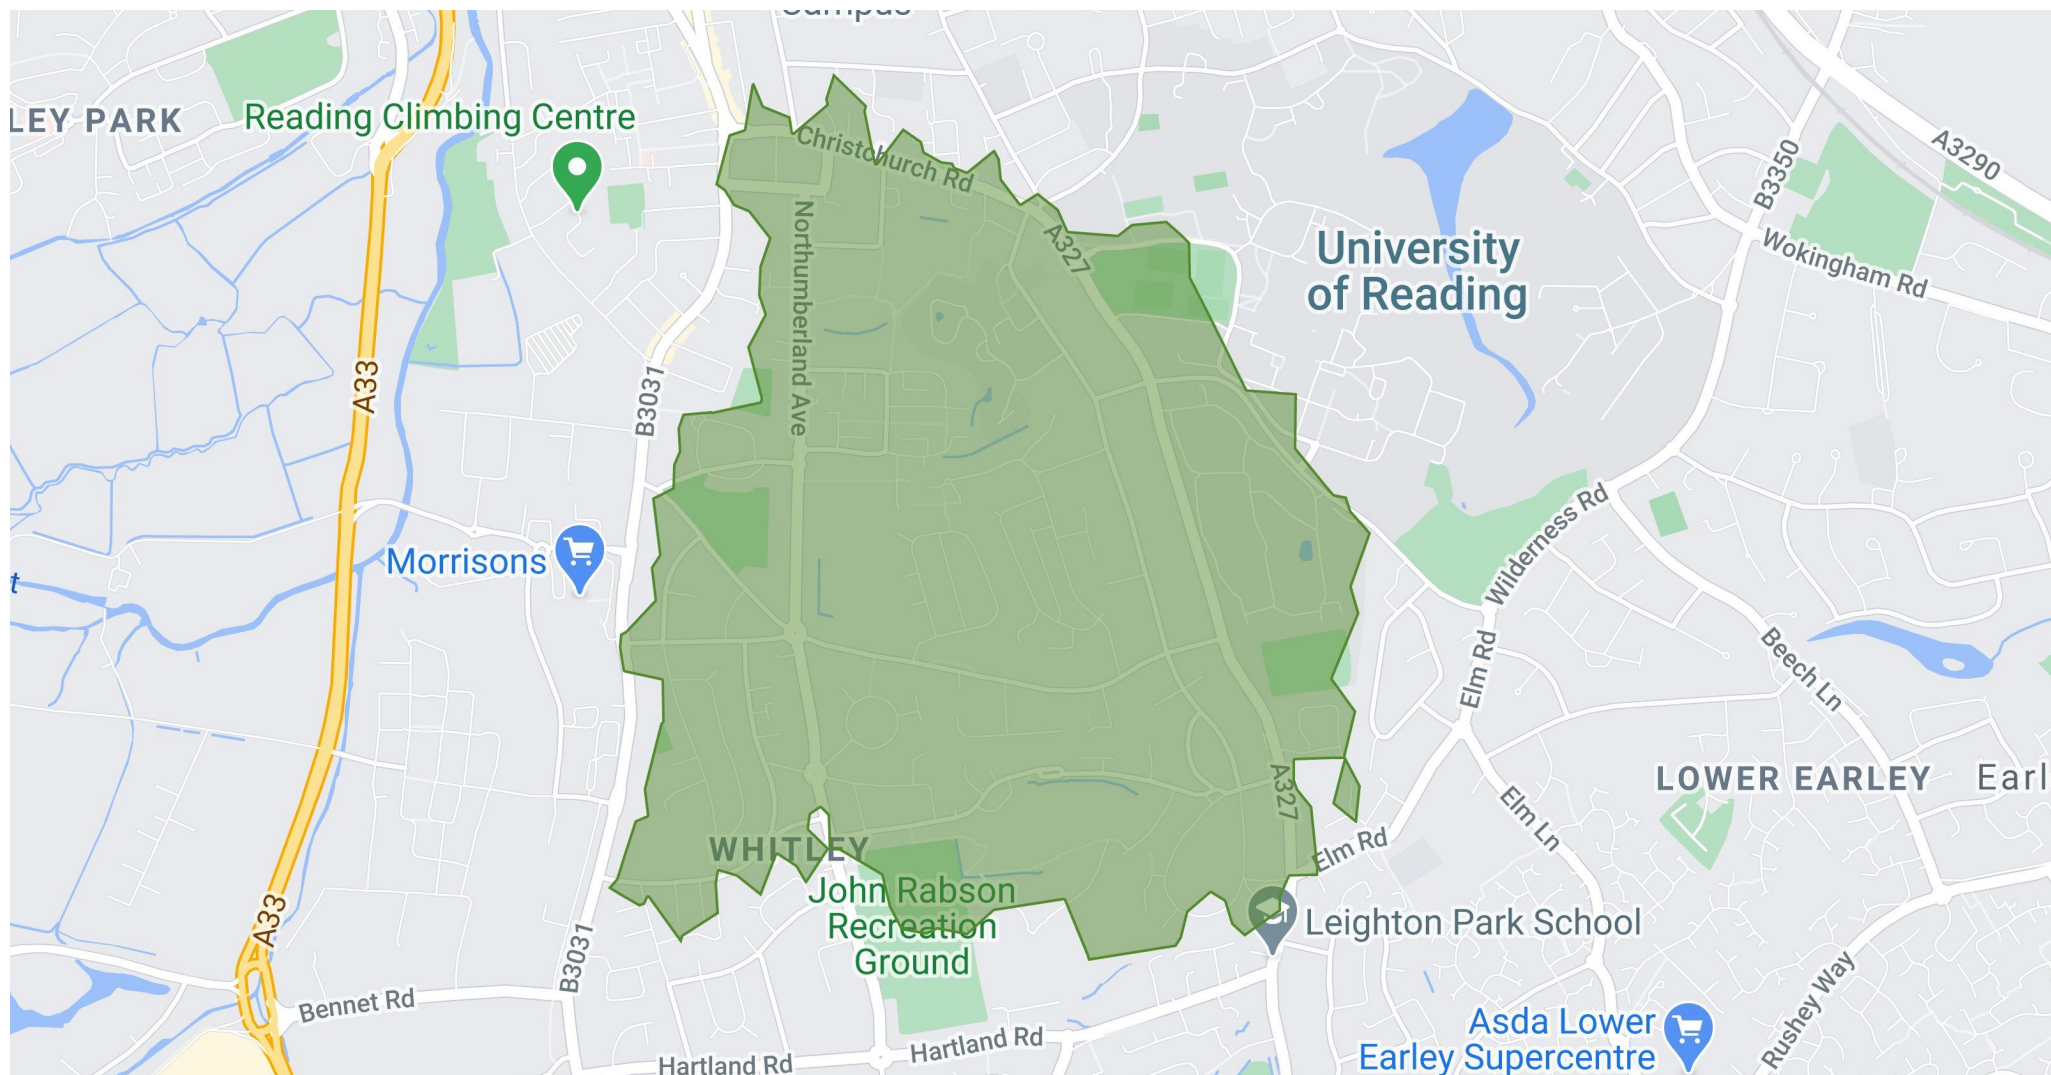 Campus
LEY PARK
Reading Climbing Centre
Christchurch Rd
A3290
B3350
Northumberland Ave
A327
University
of Reading
Wokingham Rd
A33
B3031
Morrisons
Wilderness Rd
Elm Rd
Beech Ln
t
A327
LOWER EARLEY
Earl
Elm Ln
WHITLEY
Elm Rd
John Rabson
Recreation
Ground
Leighton Park School
A33
B3031
Bennet Rd
Rushey Way
Hartland Rd
Hartland Rd
Asda Lower
Earley Supercentre